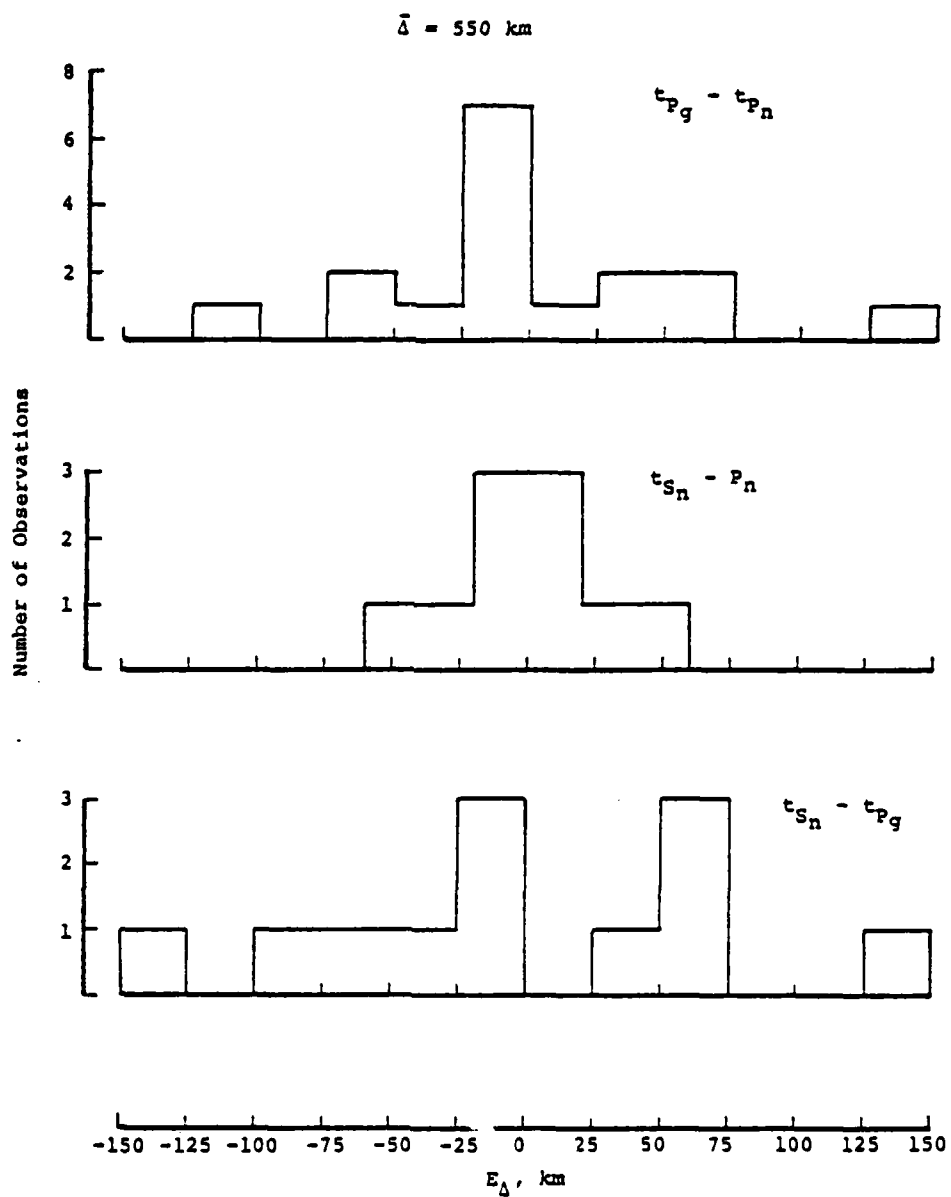 Δ̄ = 550 km
8
6
4
2
t_Pg - t_Pn
Number of Observations
3
2
1
t_Sn - P_n
3
2
1
t_Sn - t_Pg
-150 -125 -100 -75 -50 -25 0 25 50 75 100 125 150
E_Δ, km